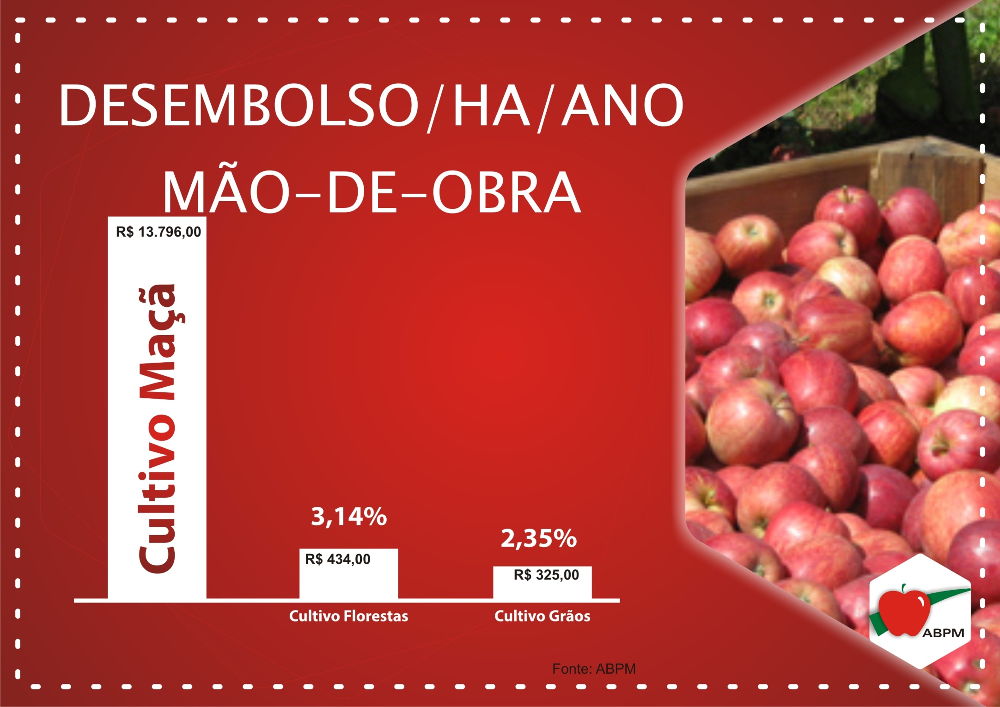 DESEMBOLSO/HA/ANO
MÃO-DE-OBRA
R$ 13.796,00
Cultivo Maçã
3,14%
R$ 434,00
Cultivo Florestas
2,35%
R$ 325,00
Cultivo Grãos
ABPM
Fonte: ABPM